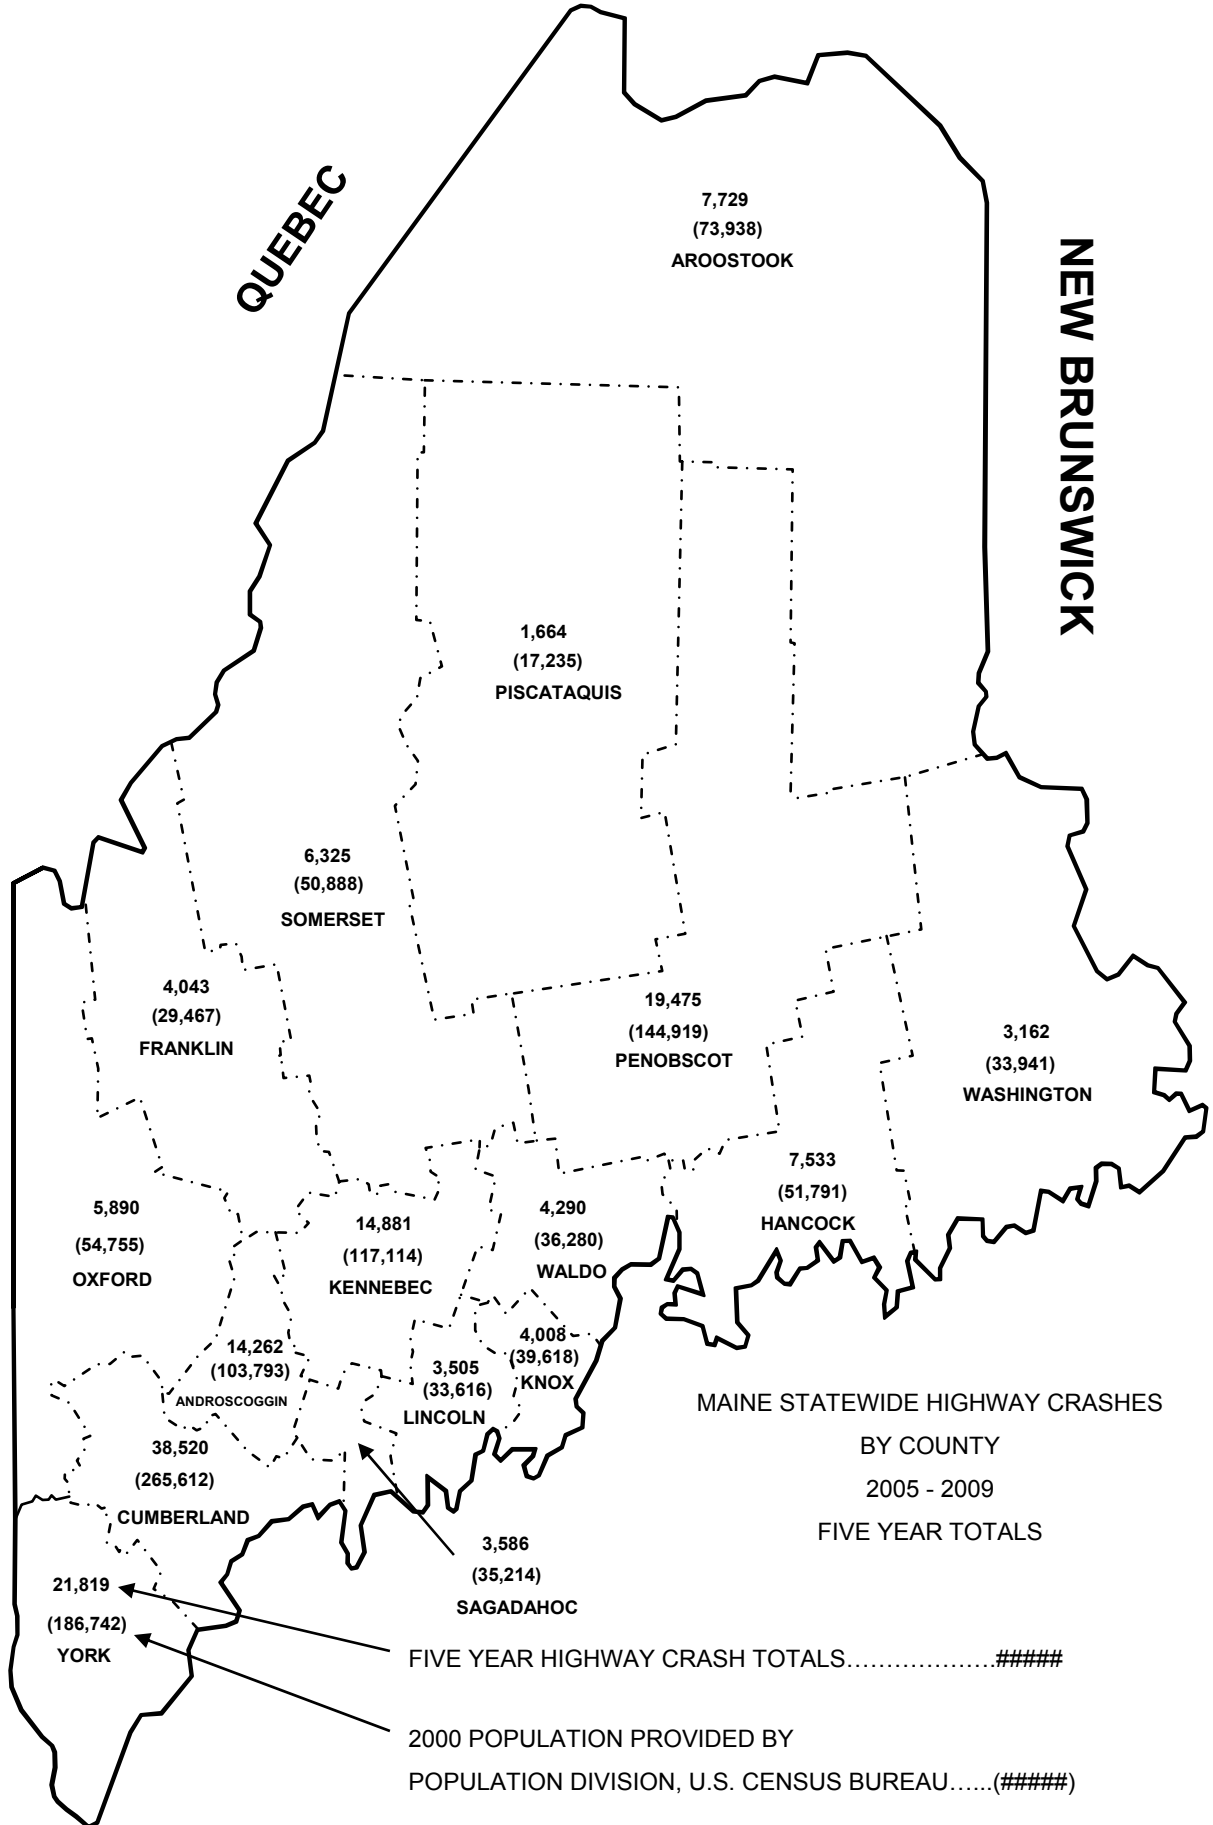 QUEBEC
7,729
(73,938)
AROOSTOOK
NEW BRUNSWICK
1,664
(17,235)
PISCATAQUIS
6,325
(50,888)
SOMERSET
4,043
(29,467)
FRANKLIN
19,475
(144,919)
PENOBSCOT
3,162
(33,941)
WASHINGTON
7,533
(51,791)
HANCOCK
5,890
(54,755)
OXFORD
14,881
(117,114)
KENNEBEC
4,290
(36,280)
WALDO
14,262
(103,793)
ANDROSCOGGIN
3,505
(33,616)
LINCOLN
4,008
(39,618)
KNOX
38,520
(265,612)
CUMBERLAND
3,586
(35,214)
SAGADAHOC
21,819
(186,742)
YORK
MAINE STATEWIDE HIGHWAY CRASHES
BY COUNTY
2005 - 2009
FIVE YEAR TOTALS
FIVE YEAR HIGHWAY CRASH TOTALS...................#####
2000 POPULATION PROVIDED BY
POPULATION DIVISION, U.S. CENSUS BUREAU......(#####)